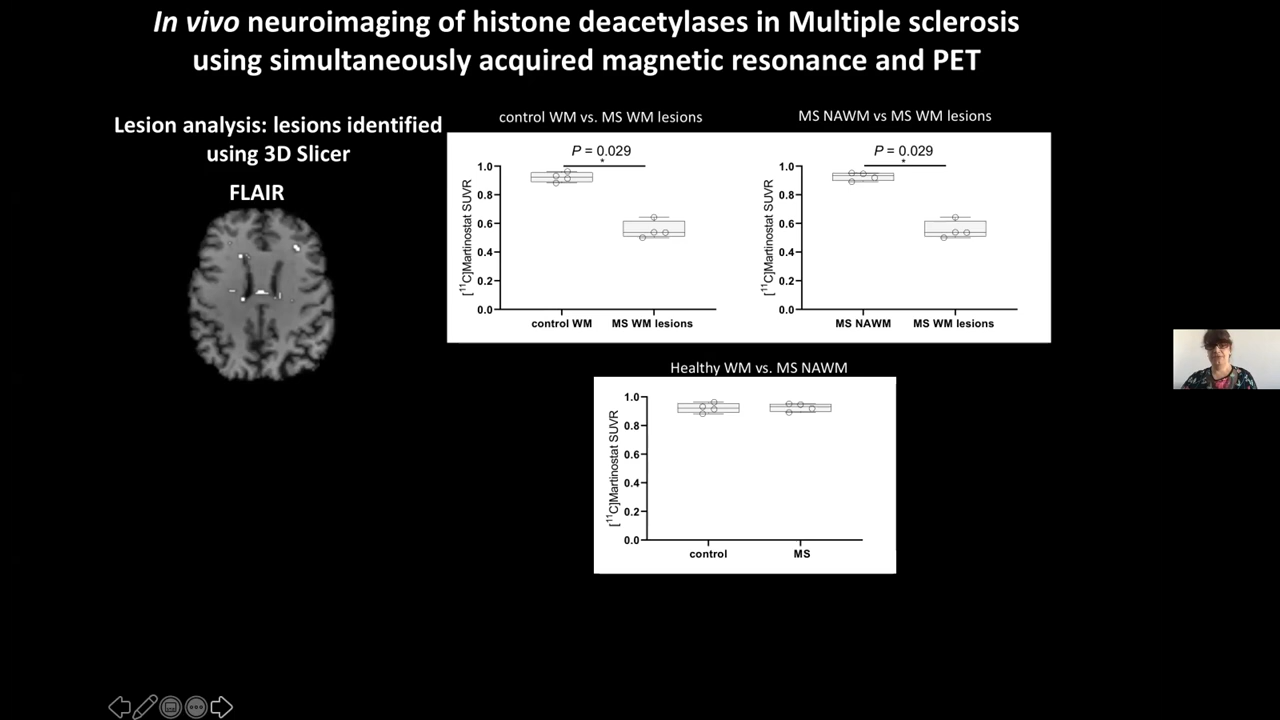 In vivo neuroimaging of histone deacetylases in Multiple sclerosis
using simultaneously acquired magnetic resonance and PET
Lesion analysis: lesions identified
using 3D Slicer
FLAIR
control WM vs. MS WM lesions
P = 0.029
*
[11C]Martinostat SUVR
1.0
0.8
0.6
0.4
0.2
0.0
control WM
MS WM lesions
MS NAWM vs MS WM lesions
P = 0.029
*
[11C]Martinostat SUVR
1.0
0.8
0.6
0.4
0.2
0.0
MS NAWM
MS WM lesions
Healthy WM vs. MS NAWM
[11C]Martinostat SUVR
1.0
0.8
0.6
0.4
0.2
0.0
control
MS